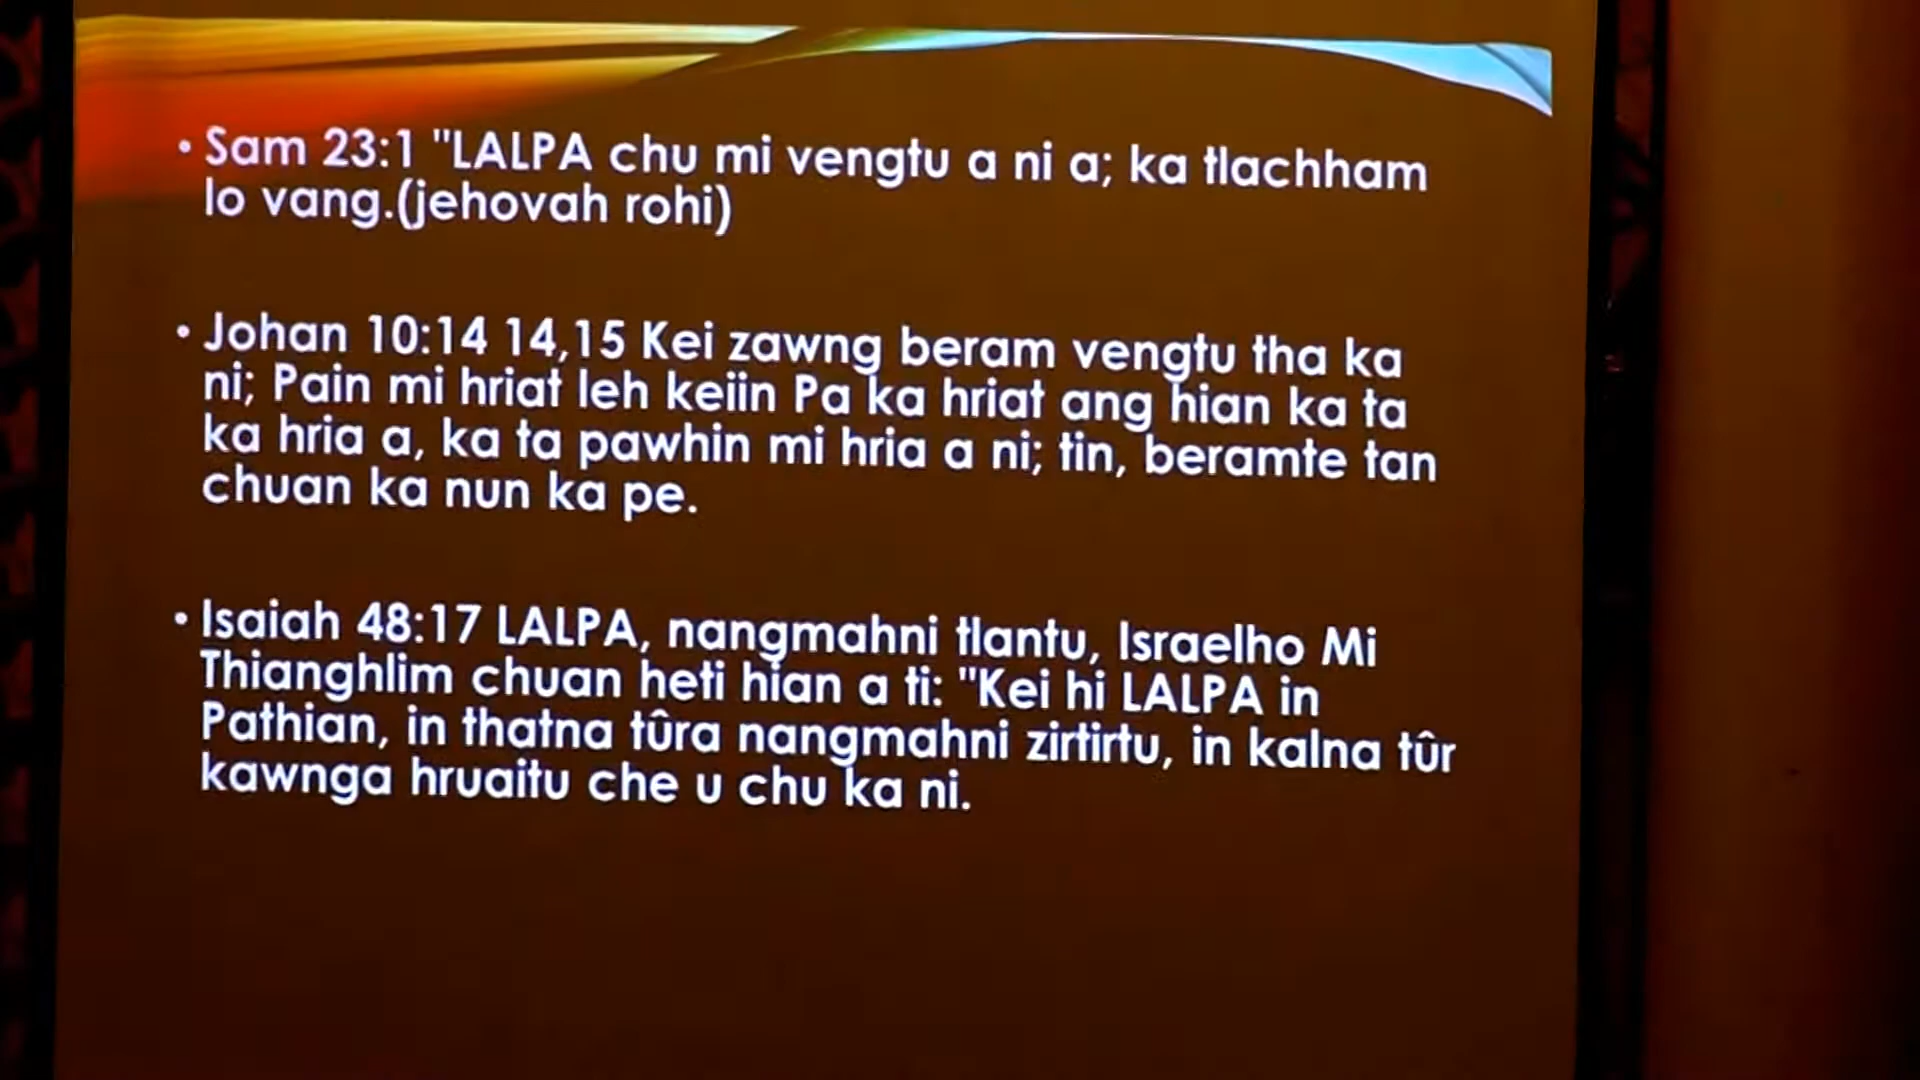 • Sam 23:1 "LALPA chu mi vengtu a ni a; ka tlachham
lo vang.(jehovah rohi)
• Johan 10:14 14,15 Kei zawng beram vengtu tha ka
ni; Pain mi hriat leh keiin Pa ka hriat ang hian ka ta
ka hria a, ka ta pawhin mi hria a ni; tin, beramte tan
chuan ka nun ka pe.
• Isaiah 48:17 LALPA, nangmahni tlantu, Israelho Mi
Thianghlim chuan heti hian a ti: "Kei hi LALPA in
Pathian, in thatna tûra nangmahni zirtirtu, in kalna tûr
kawnga hruaitu che u chu ka ni.